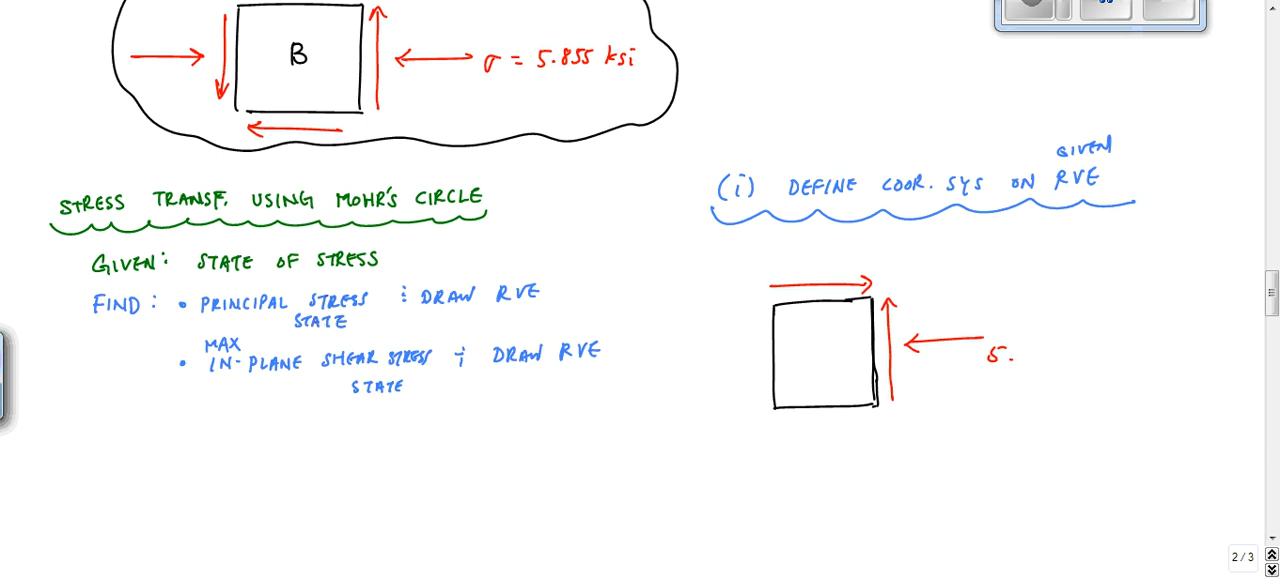 B
σ = 5.855 ksi
STRESS TRANSF. USING MOHR'S CIRCLE
GIVEN: STATE OF STRESS
FIND: • PRINCIPAL STRESS & DRAW RVE
STATE
MAX
• IN-PLANE SHEAR STRESS & DRAW RVE
STATE
GIVEN
(i) DEFINE COOR. SYS ON RVE
5.
2 / 3